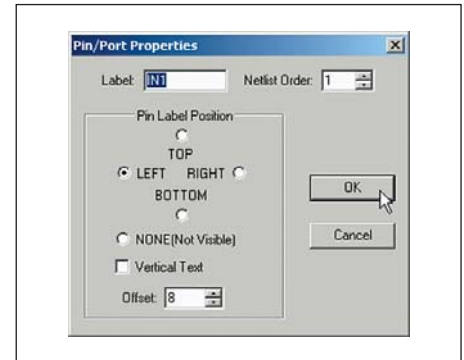 Pin/Port Properties
Label: IN1 Netlist Order: 1
Pin Label Position
TOP
LEFT RIGHT
BOTTOM
NONE(Not Visible)
Vertical Text
Offset: 8
OK
Cancel